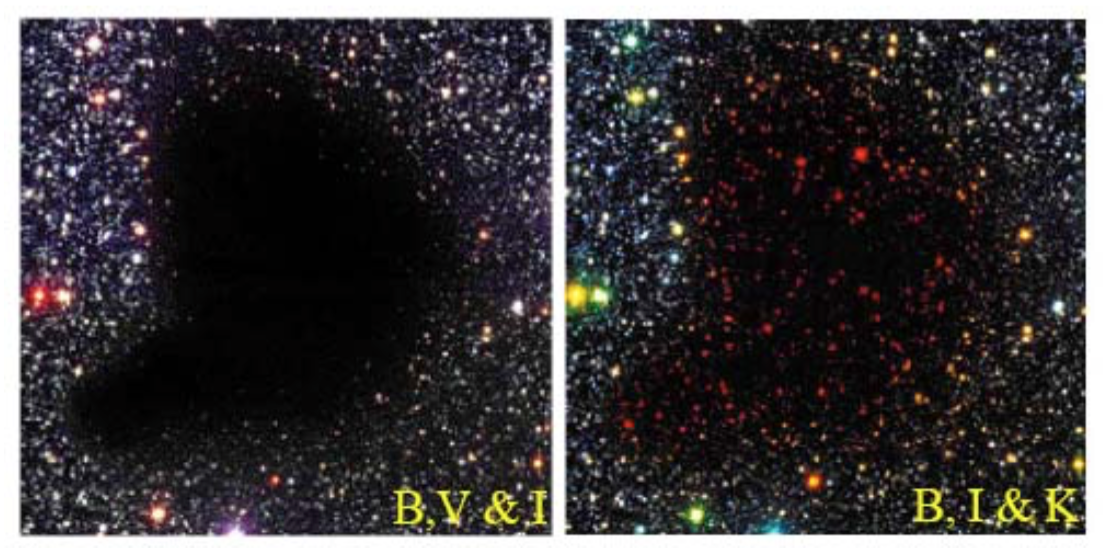 B,V & I
B, I & K